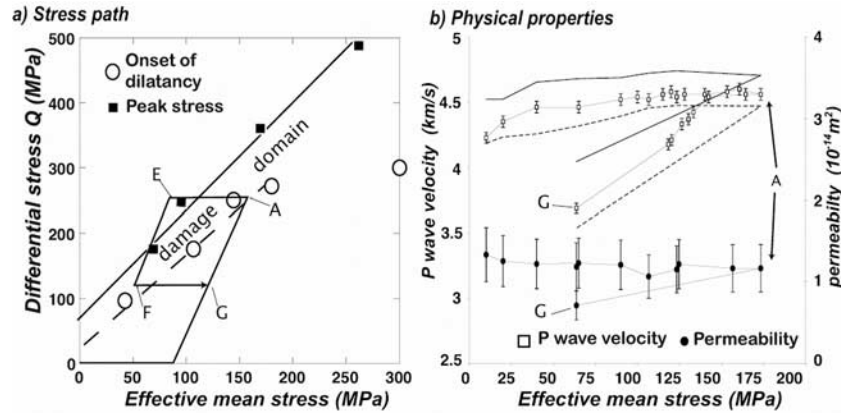 a) Stress path
500
400
300
200
100
0
Differential stress Q (MPa)
Onset of
dilatancy
Peak stress
domain
damage
E
A
F
G
0 50 100 150 200 250 300
Effective mean stress (MPa)
b) Physical properties
5
4.5
4
3.5
3
2.5
P wave velocity (km/s)
G
G
A
P wave velocity
Permeability
4
3
2
1
0
permeability (10⁻¹⁴m²)
0 25 50 75 100 125 150 175 200
Effective mean stress (MPa)